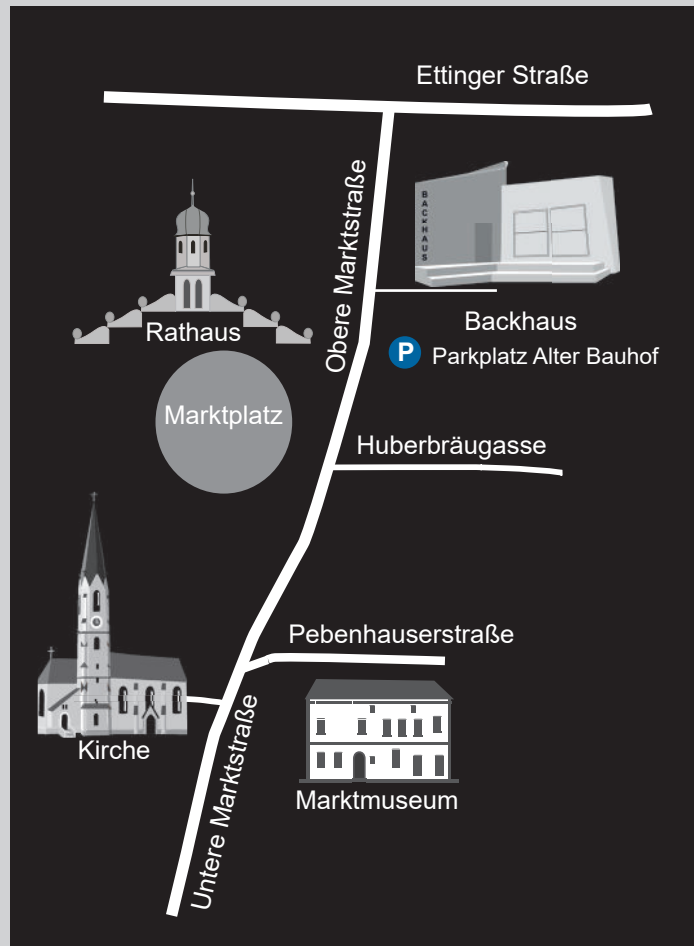 Ettinger Straße
Obere Marktstraße
BACKHAUS
Rathaus
Backhaus
P Parkplatz Alter Bauhof
Marktplatz
Huberbräugasse
Pebenhauserstraße
Kirche
Untere Marktstraße
Marktmuseum